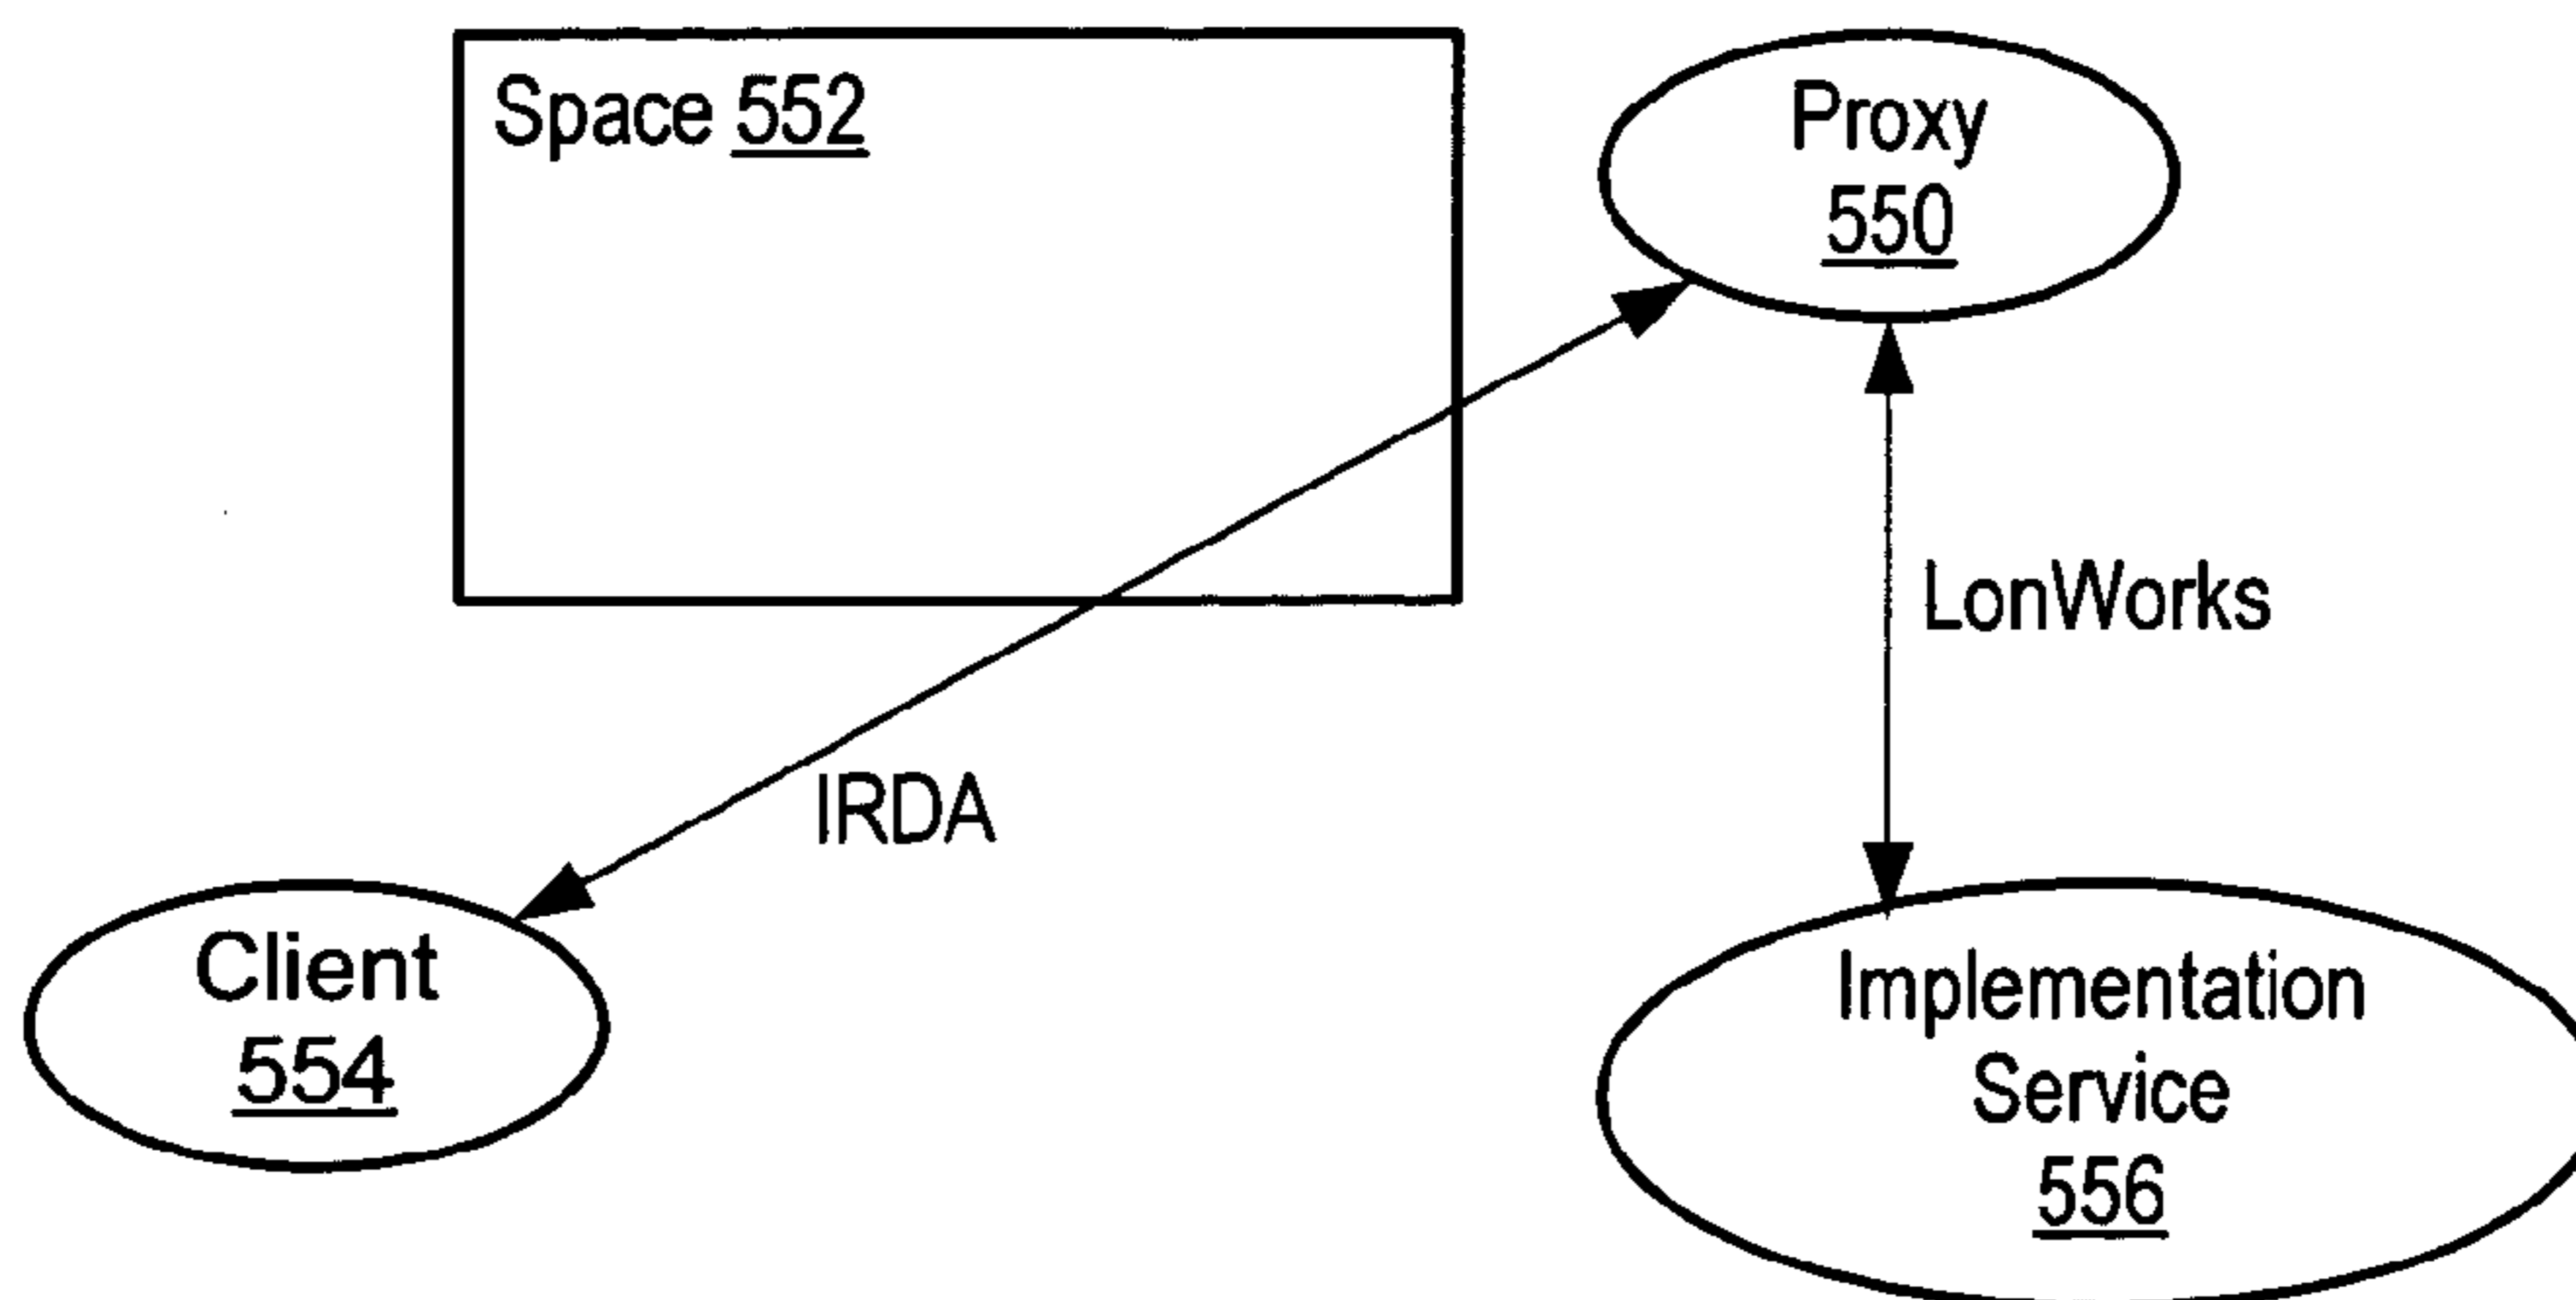 Space 552
Proxy
550
LonWorks
IRDA
Client
554
Implementation
Service
556